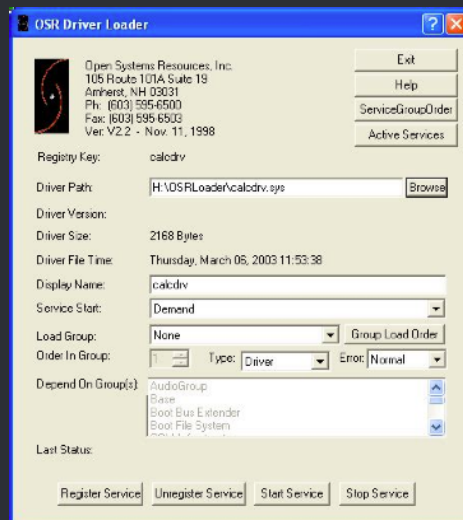 OSR Driver Loader
Open Systems Resources, Inc.
105 Route 101A Suite 19
Amherst, NH 03031
Ph: (603) 595-6500
Fax: (603) 595-6503
Ver: V2.2 - Nov. 11, 1998
Exit
Help
ServiceGroupOrder
Active Services
Registry Key: calcdrv
Driver Path: H:\OSRLoader\calcdrv.sys Browse
Driver Version:
Driver Size: 2168 Bytes
Driver File Time: Thursday, March 06, 2003 11:53:38
Display Name: calcdrv
Service Start: Demand
Load Group: None Group Load Order
Order In Group: 1 Type: Driver Error: Normal
Depend On Group(s): AudioGroup
Base
Boot Bus Extender
Boot File System
Last Status:
Register Service Unregister Service Start Service Stop Service